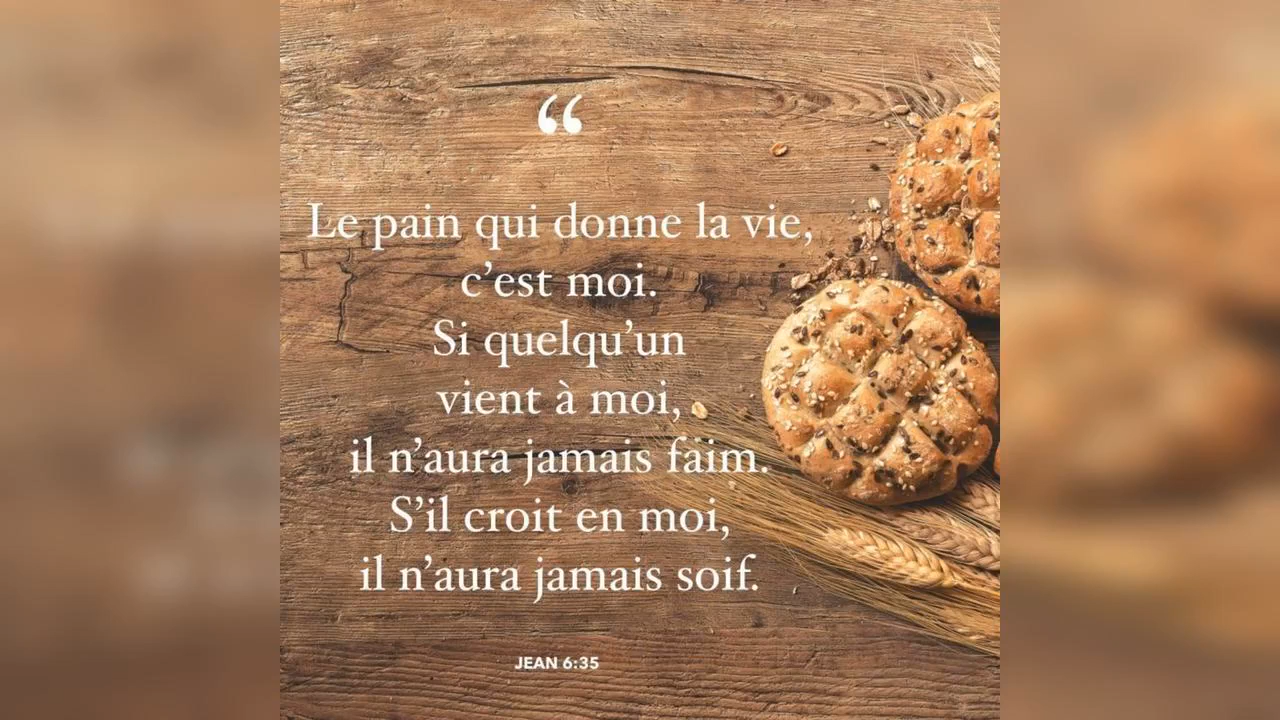 “
Le pain qui donne la vie,
c’est moi.
Si quelqu’un
vient à moi,
il n’aura jamais faim.
S’il croit en moi,
il n’aura jamais soif.
JEAN 6:35